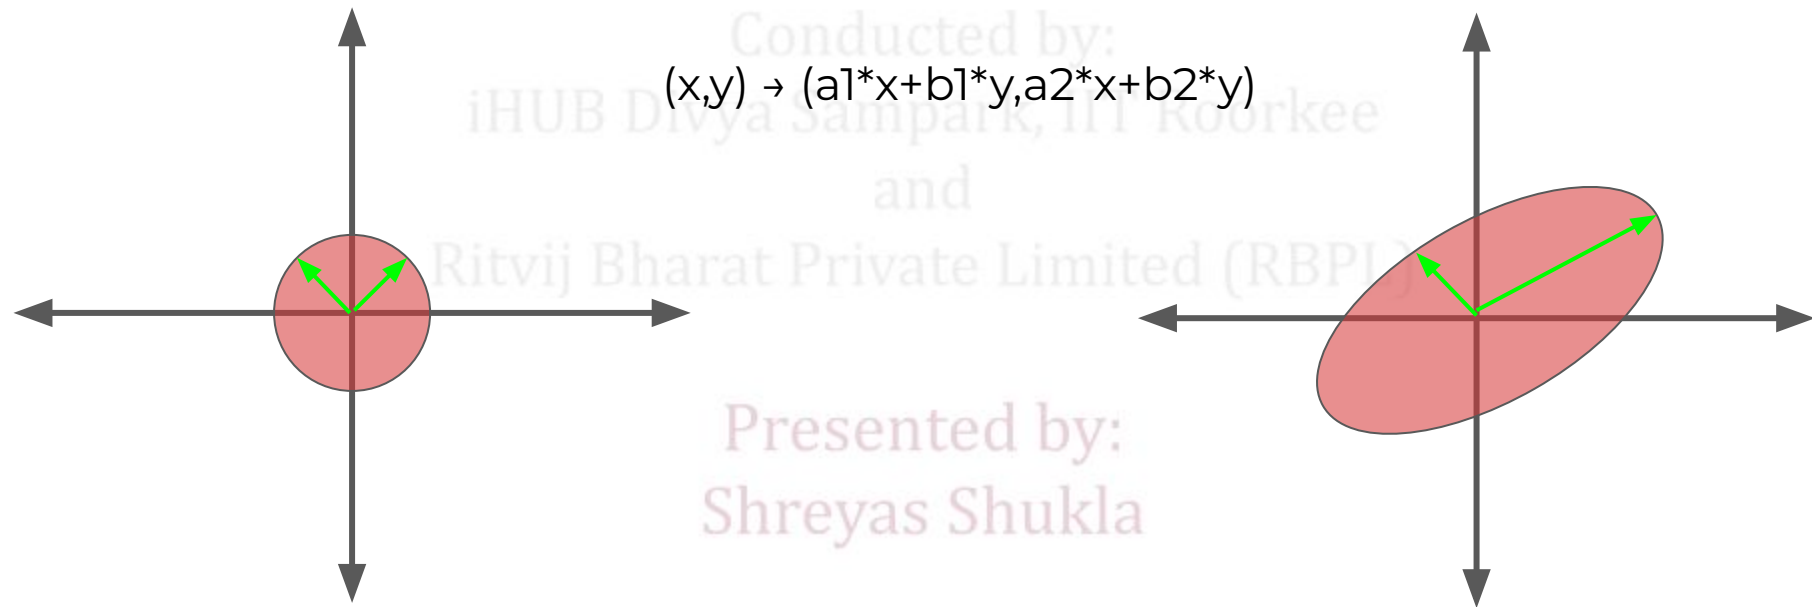 Conducted by:
(x,y) → (a1*x+b1*y,a2*x+b2*y)
iHUB Divya Sampark, IIT Roorkee
and
Ritvij Bharat Private Limited (RBPL)
Presented by:
Shreyas Shukla